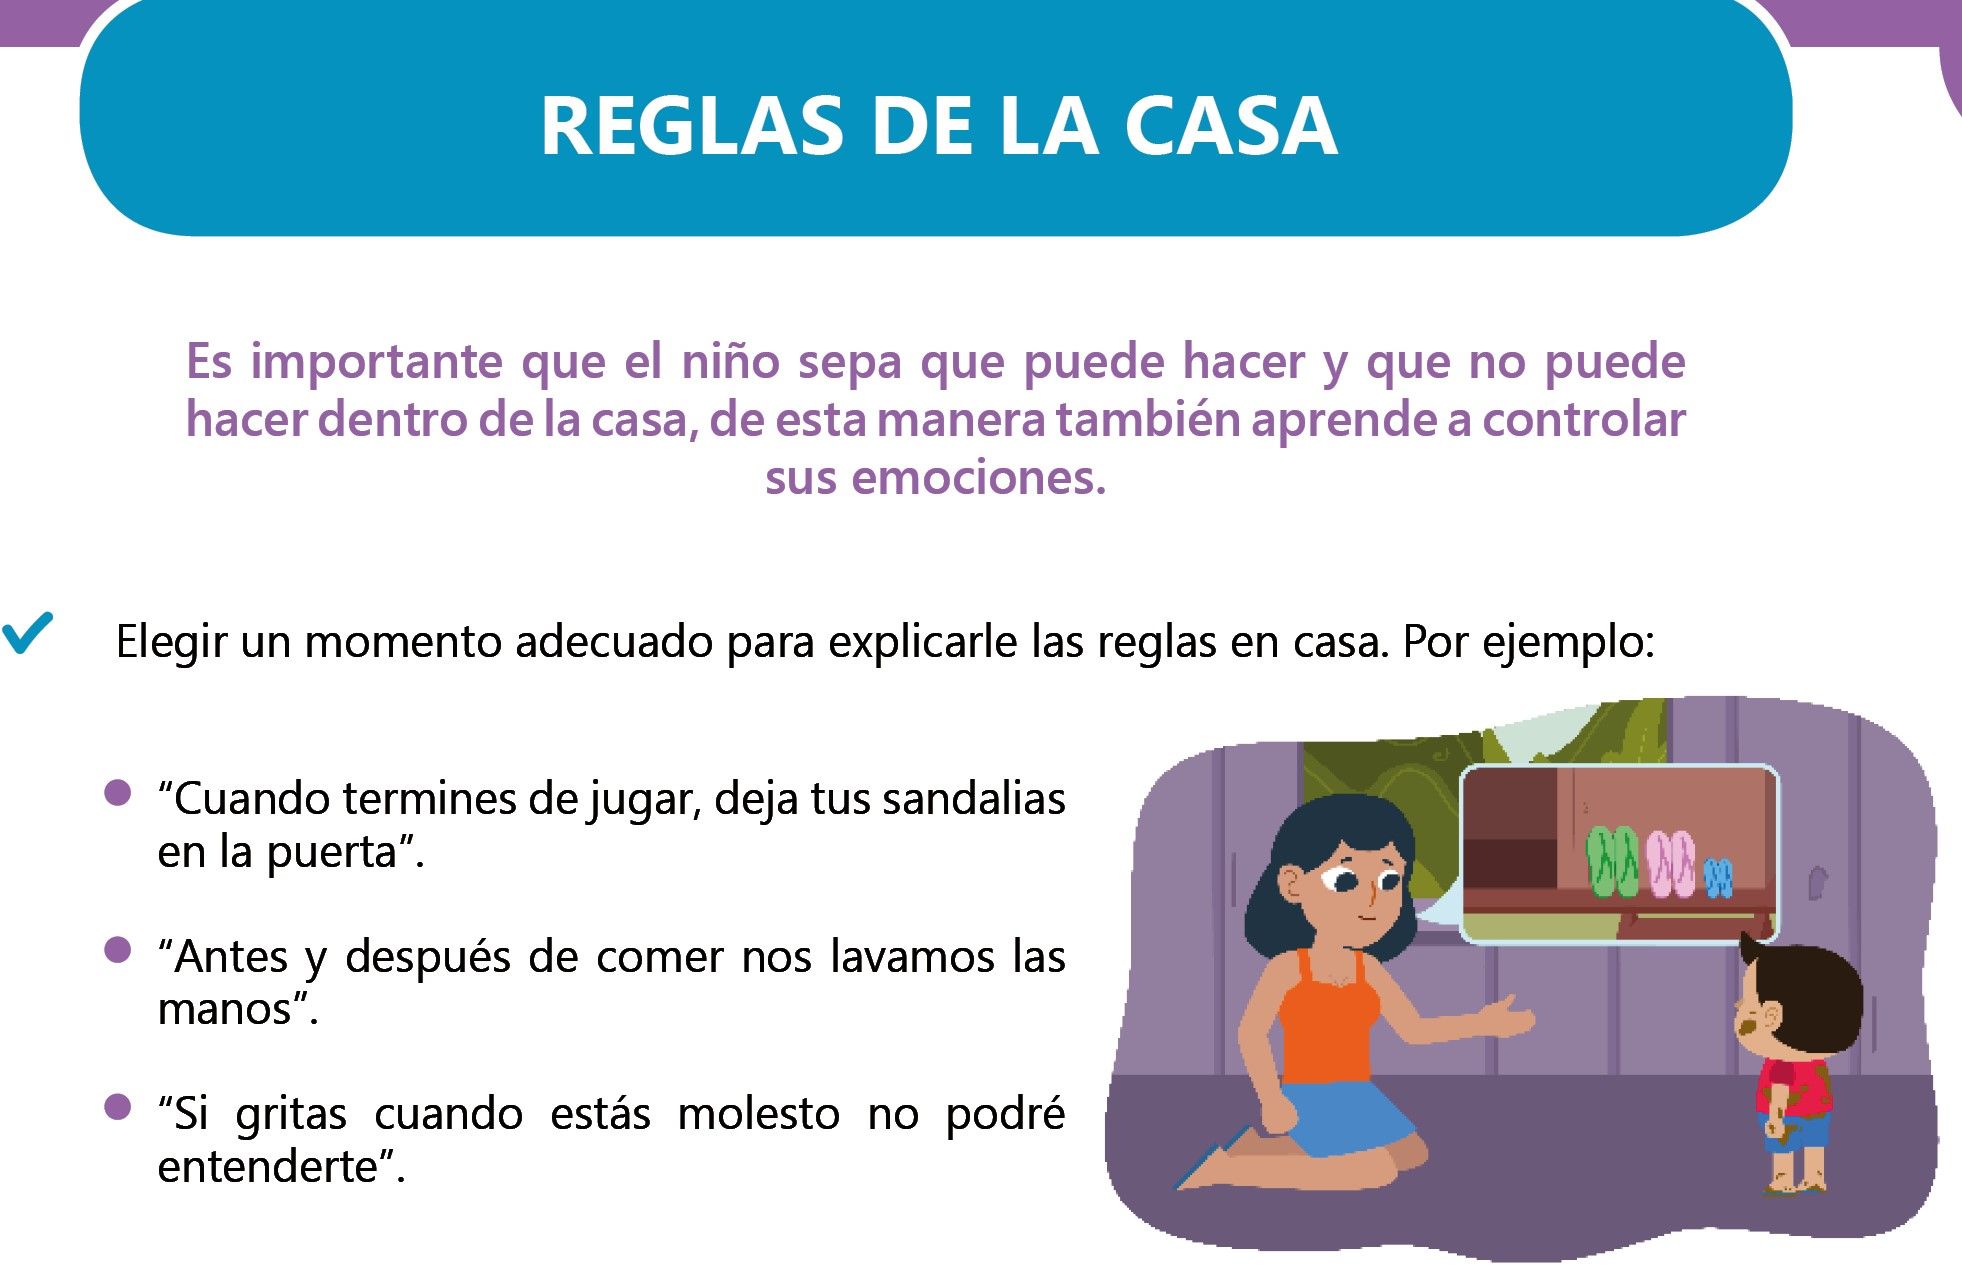 REGLAS DE LA CASA
Es importante que el niño sepa que puede hacer y que no puede
hacer dentro de la casa, de esta manera también aprende a controlar
sus emociones.
Elegir un momento adecuado para explicarle las reglas en casa. Por ejemplo:
“Cuando termines de jugar, deja tus sandalias
en la puerta”.
“Antes y después de comer nos lavamos las
manos”.
“Si gritas cuando estás molesto no podré
entenderte”.